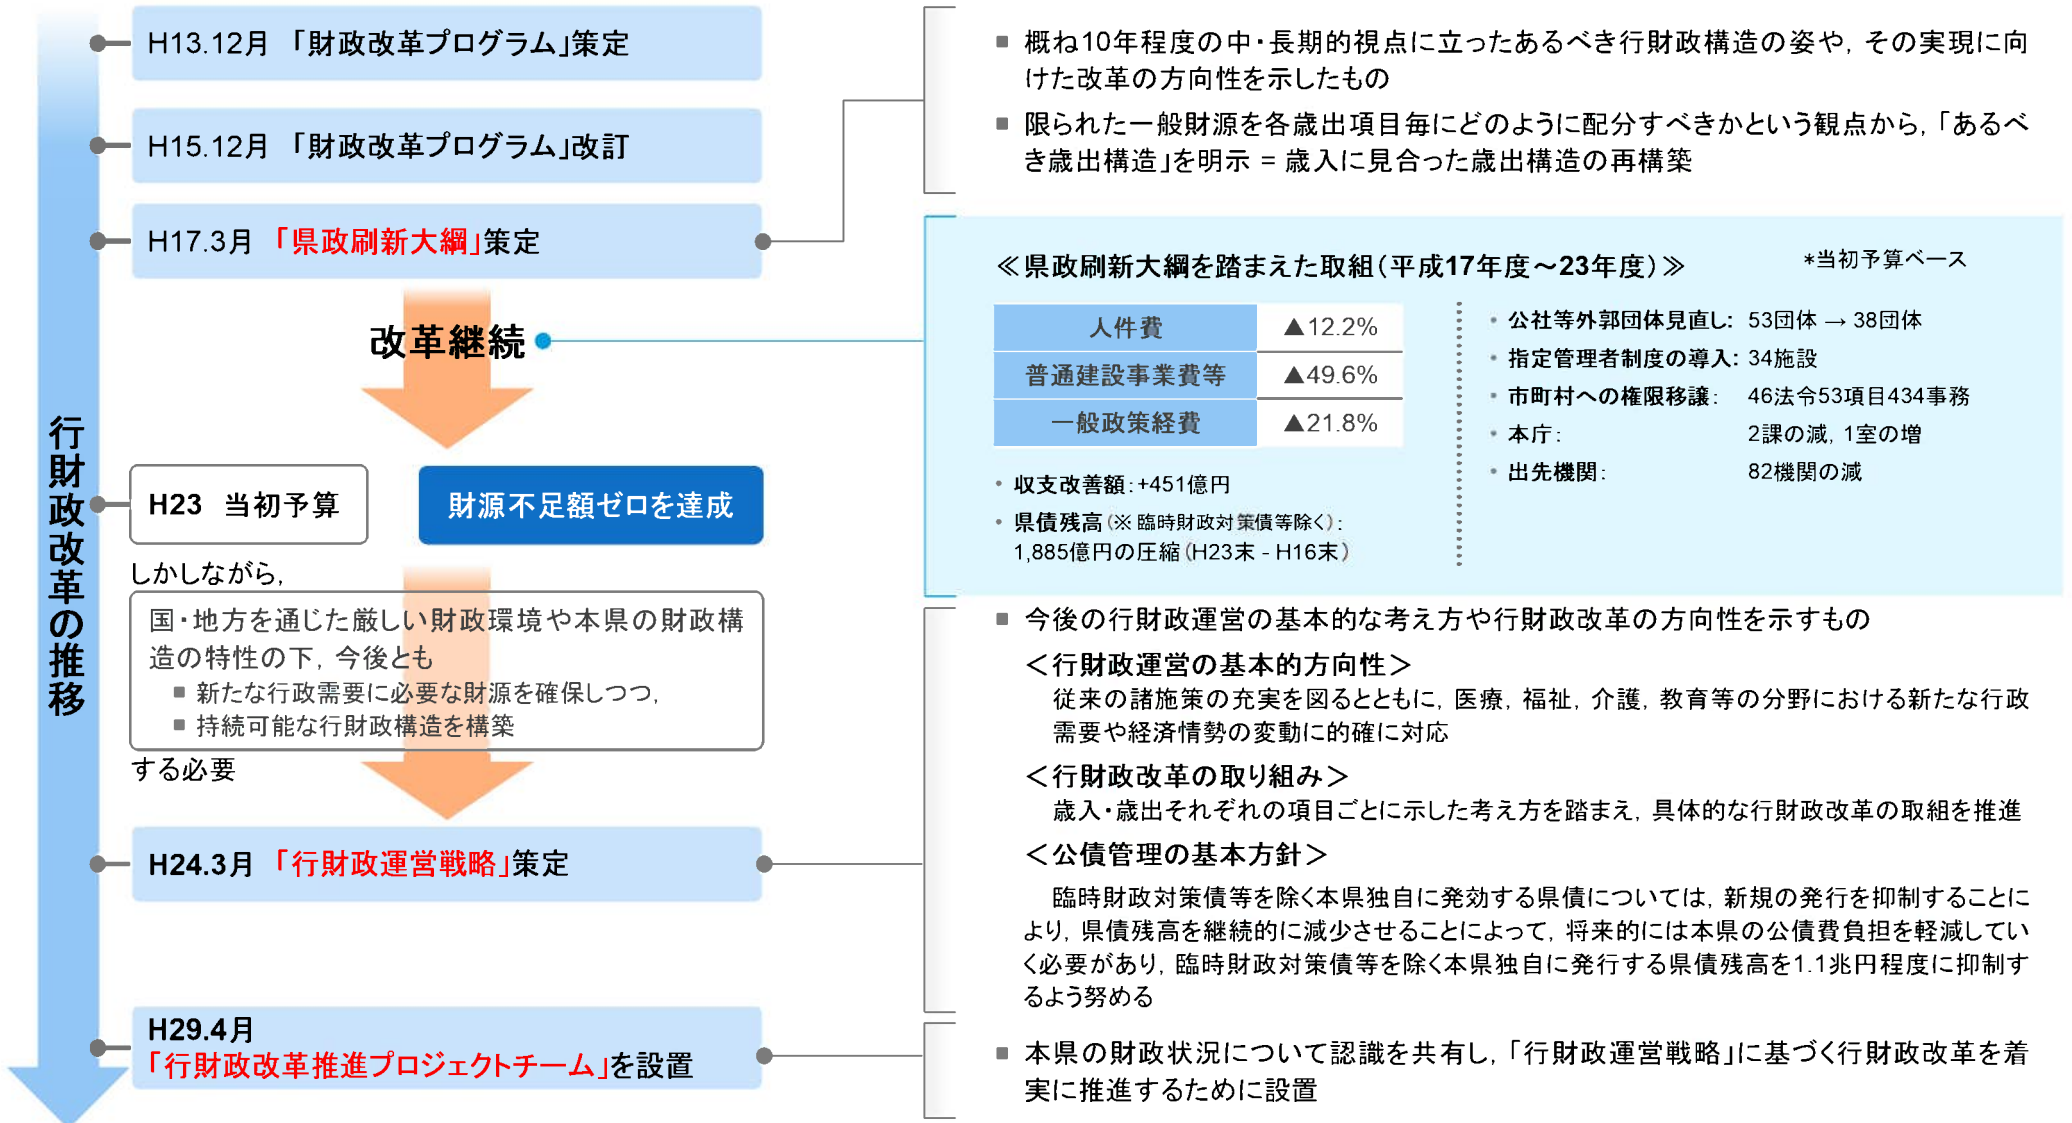 行財政改革の推移
H13.12月 「財政改革プログラム」策定
H15.12月 「財政改革プログラム」改訂
H17.3月 「県政刷新大綱」策定
改革継続
H23 当初予算
財源不足額ゼロを達成
しかしながら,
国・地方を通じた厳しい財政環境や本県の財政構
造の特性の下, 今後とも
■ 新たな行政需要に必要な財源を確保しつつ,
■ 持続可能な行財政構造を構築
する必要
H24.3月 「行財政運営戦略」策定
H29.4月
「行財政改革推進プロジェクトチーム」を設置
■ 概ね10年程度の中・長期的視点に立ったあるべき行財政構造の姿や, その実現に向
けた改革の方向性を示したもの
■ 限られた一般財源を各歳出項目毎にどのように配分すべきかという観点から, 「あるべ
き歳出構造」を明示 = 歳入に見合った歳出構造の再構築
≪県政刷新大綱を踏まえた取組(平成17年度～23年度)≫
*当初予算ベース
人件費 ▲12.2%
普通建設事業費等 ▲49.6%
一般政策経費 ▲21.8%
• 収支改善額:+451億円
• 県債残高(※臨時財政対策債等除く):
1,885億円の圧縮(H23末 - H16末)
• 公社等外郭団体見直し: 53団体 → 38団体
• 指定管理者制度の導入: 34施設
• 市町村への権限移譲: 46法令53項目434事務
• 本庁: 2課の減, 1室の増
• 出先機関: 82機関の減
■ 今後の行財政運営の基本的な考え方や行財政改革の方向性を示すもの
＜行財政運営の基本的方向性＞
従来の諸施策の充実を図るとともに, 医療, 福祉, 介護, 教育等の分野における新たな行政
需要や経済情勢の変動に的確に対応
＜行財政改革の取り組み＞
歳入・歳出それぞれの項目ごとに示した考え方を踏まえ, 具体的な行財政改革の取組を推進
＜公債管理の基本方針＞
臨時財政対策債等を除く本県独自に発効する県債については, 新規の発行を抑制することに
より, 県債残高を継続的に減少させることによって, 将来的には本県の公債費負担を軽減してい
く必要があり, 臨時財政対策債等を除く本県独自に発行する県債残高を1.1兆円程度に抑制す
るよう努める
■ 本県の財政状況について認識を共有し, 「行財政運営戦略」に基づく行財政改革を着
実に推進するために設置